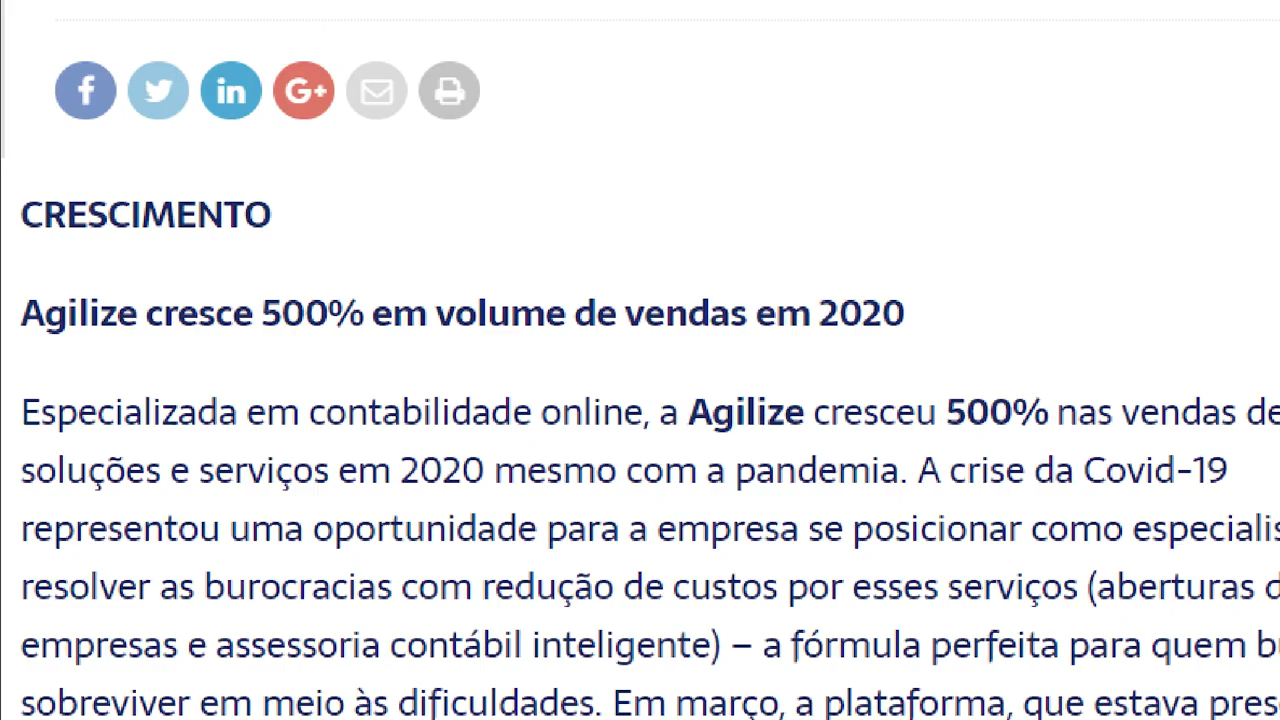 CRESCIMENTO
Agilize cresce 500% em volume de vendas em 2020
Especializada em contabilidade online, a Agilize cresceu 500% nas vendas de
soluções e serviços em 2020 mesmo com a pandemia. A crise da Covid-19
representou uma oportunidade para a empresa se posicionar como
resolver as burocracias com redução de custos por esses serviços (aberturas
empresas e assessoria contábil inteligente) – a fórmula perfeita para quem
sobreviver em meio às dificuldades. Em março, a plataforma, que estava